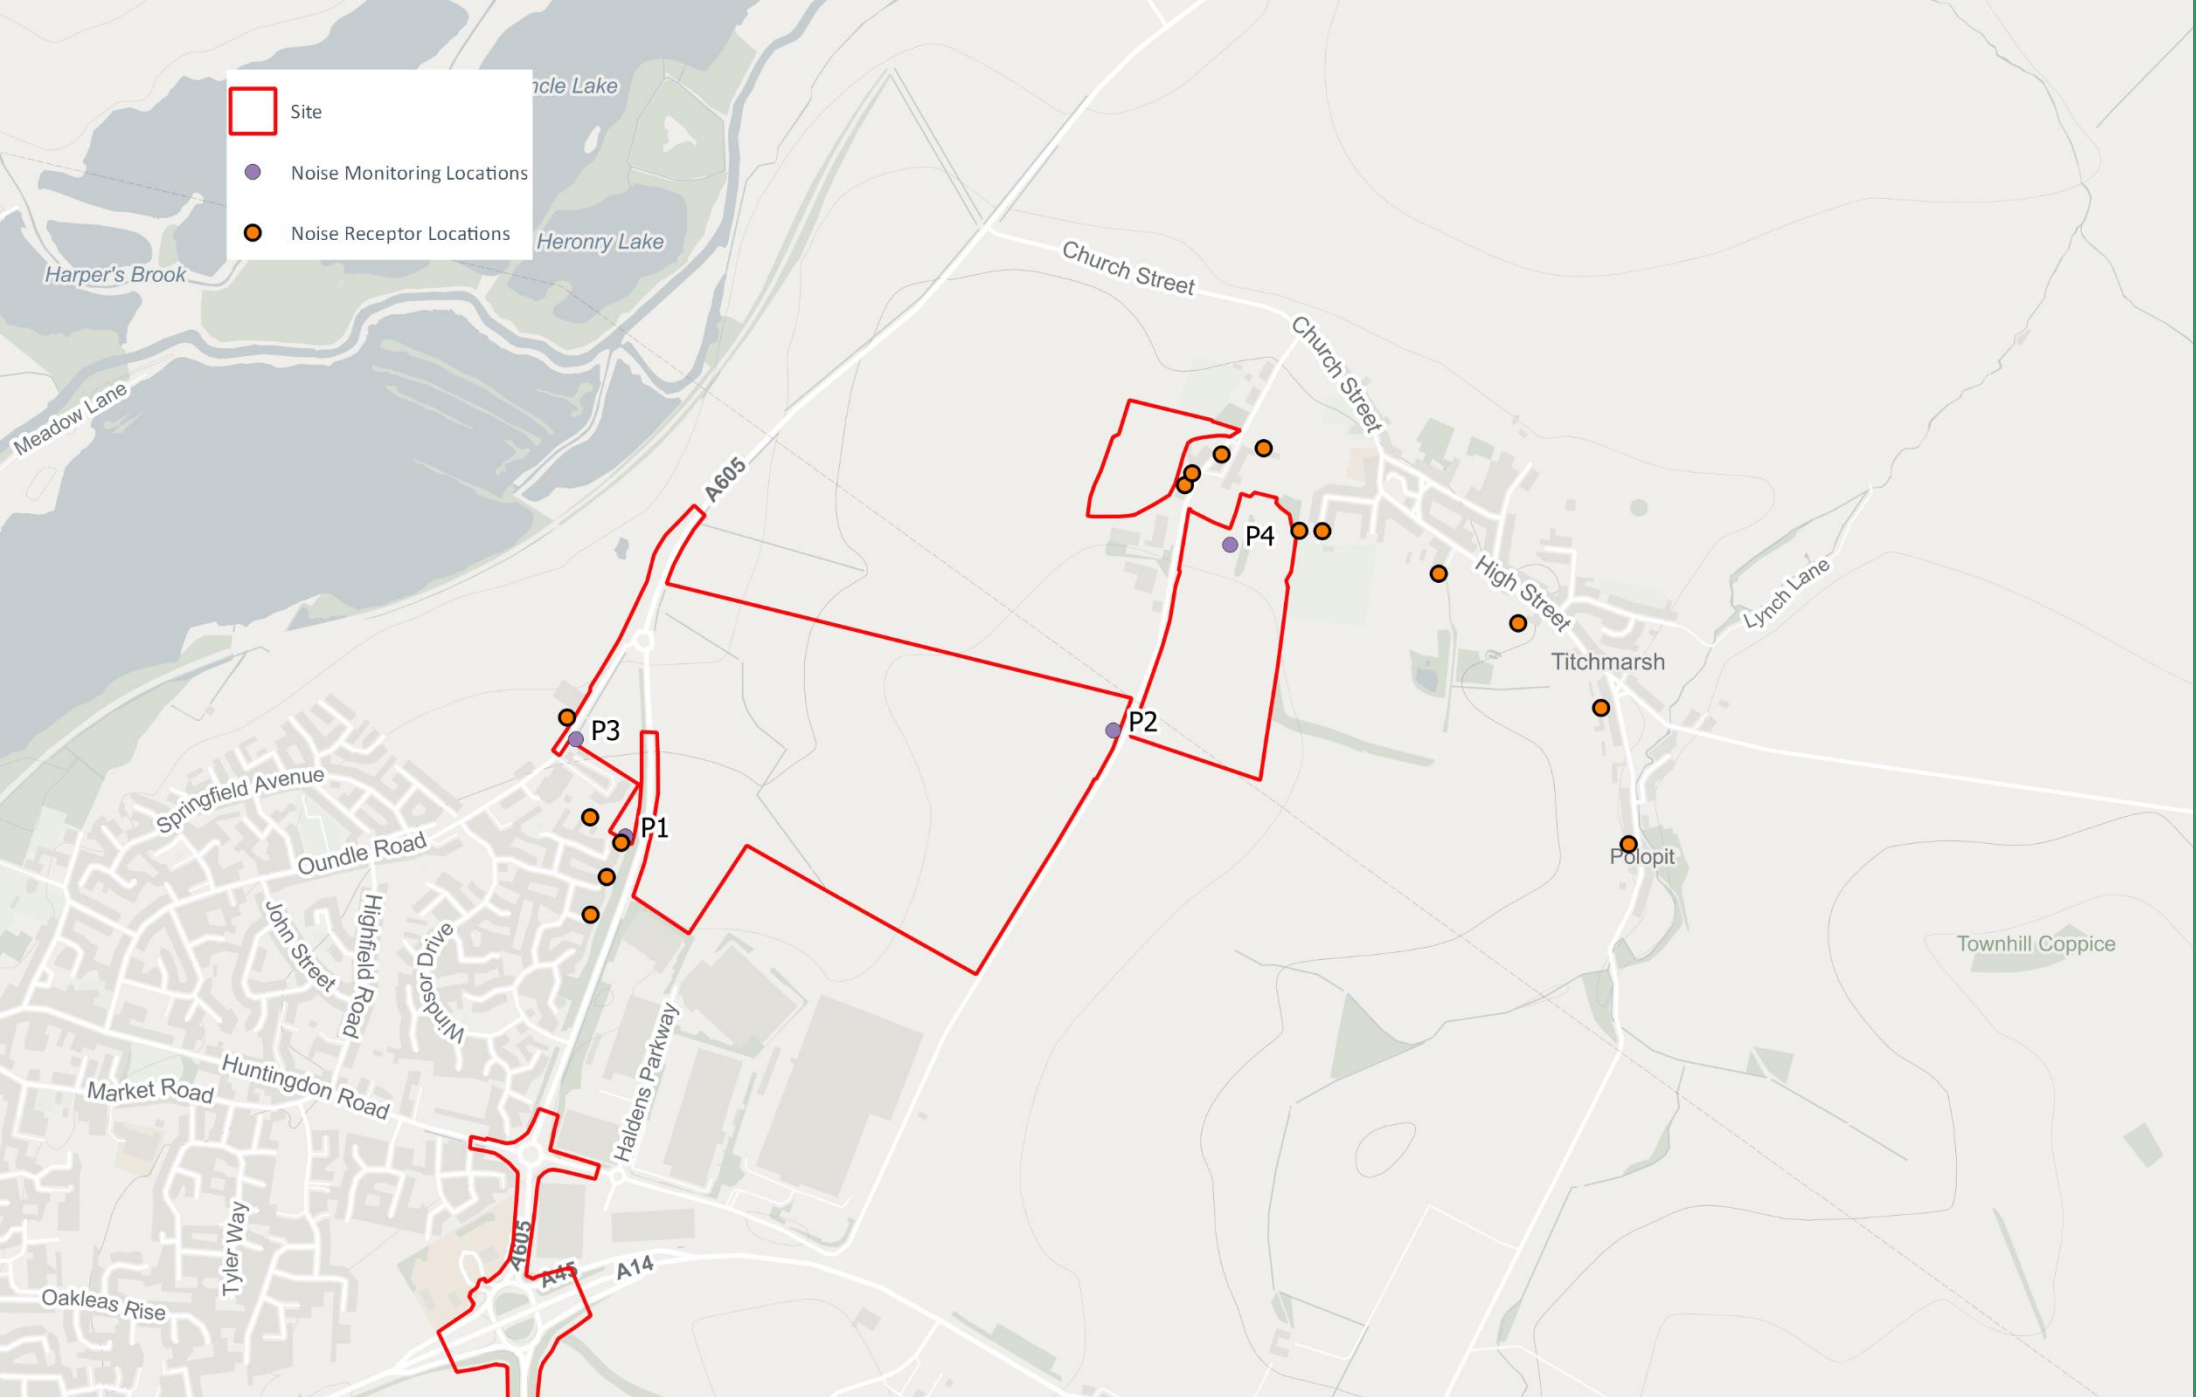 Site
Noise Monitoring Locations
Noise Receptor Locations
Lake
Heronry Lake
Harper's Brook
Meadow Lane
Church Street
Church Street
A605
P4
High Street
Lynch Lane
Titchmarsh
P2
P3
Springfield Avenue
P1
Oundle Road
Polopit
John Street
Highfield Road
Windsor Drive
Townhill Coppice
Haldens Parkway
Huntingdon Road
Market Road
Tyler Way
A605
A45
A14
Oakleas Rise